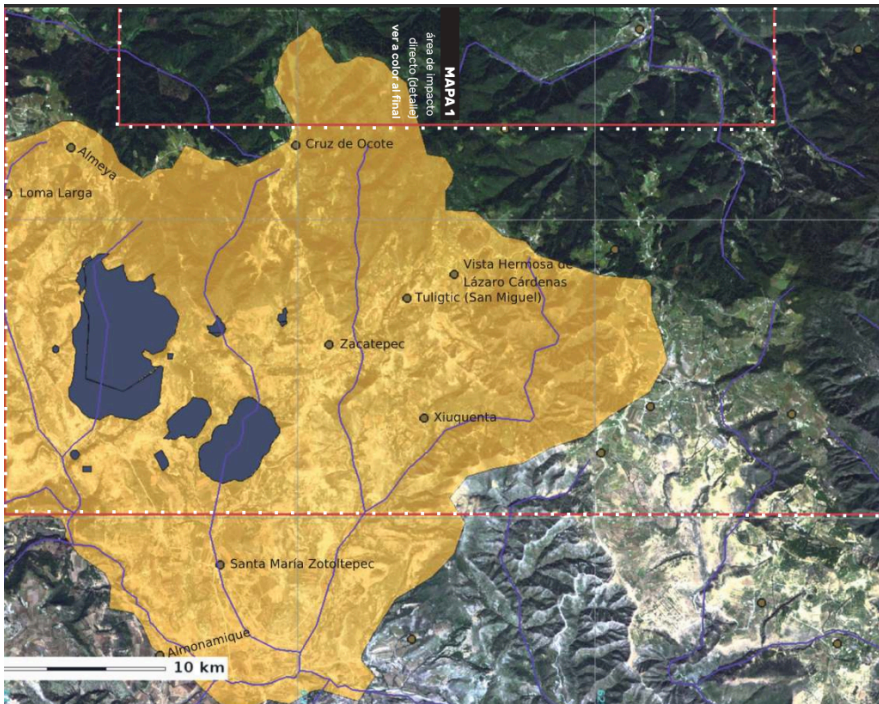 MAPA 1
área de impacto
directo [detalle]
ver a color al final
Cruz de Ocote
Almeya
Loma Larga
Vista Hermosa de
Lázaro Cárdenas
Tuligtic (San Miguel)
Zacatepec
Xiuquenta
Santa María Zotoltepec
Almonamique
10 km